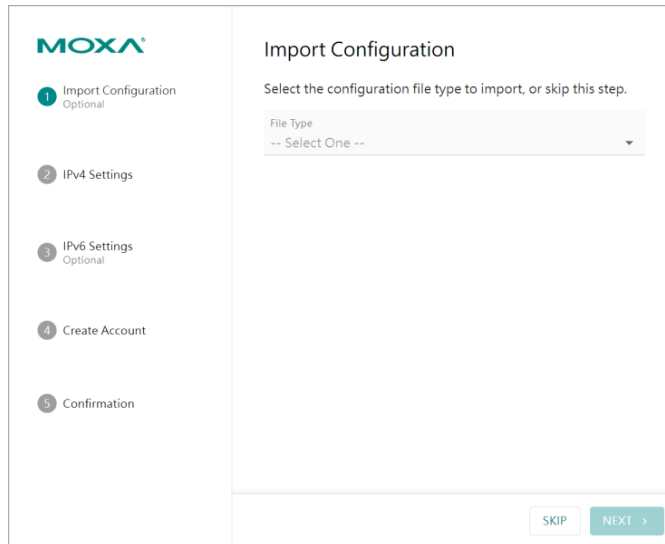 MOXA®
1 Import Configuration
Optional
2 IPv4 Settings
3 IPv6 Settings
Optional
4 Create Account
5 Confirmation
Import Configuration
Select the configuration file type to import, or skip this step.
File Type
-- Select One --
SKIP NEXT >